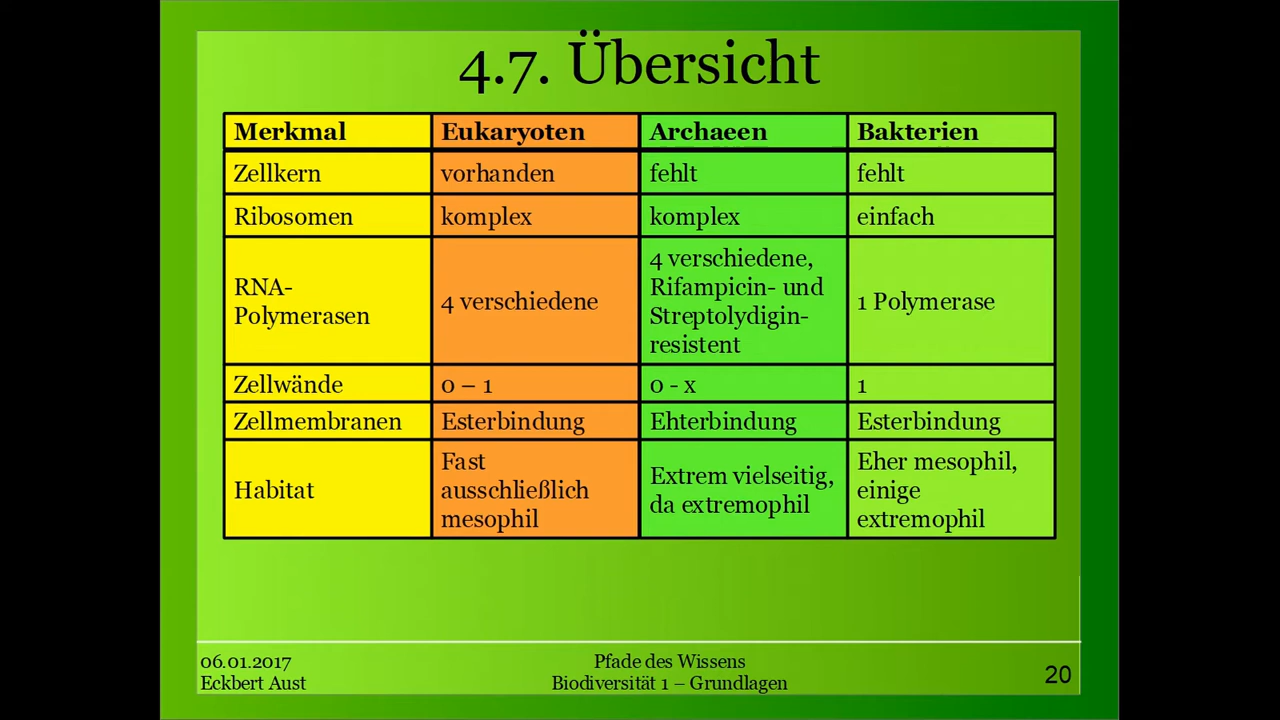 4.7. Übersicht
Merkmal Eukaryoten Archaeen Bakterien
Zellkern vorhanden fehlt fehlt
Ribosomen komplex komplex einfach
RNA-
Polymerasen
4 verschiedene
4 verschiedene,
Rifampicin- und
Streptolydigin-
resistent
1 Polymerase
Zellwände 0 – 1 0 - x 1
Zellmembranen Esterbindung Ehterbindung Esterbindung
Habitat
Fast
ausschließlich
mesophil
Extrem vielseitig,
da extremophil
Eher mesophil,
einige
extremophil
06.01.2017
Eckbert Aust
Pfade des Wissens
Biodiversität 1 – Grundlagen
20